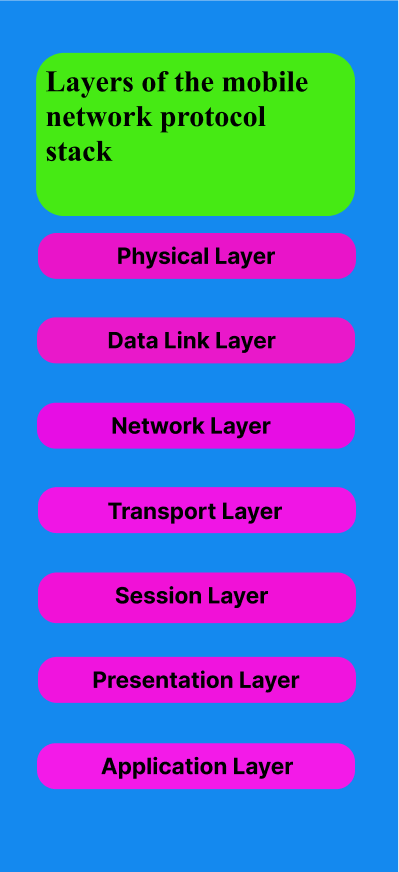 Layers of the mobile
network protocol
stack
Physical Layer
Data Link Layer
Network Layer
Transport Layer
Session Layer
Presentation Layer
Application Layer